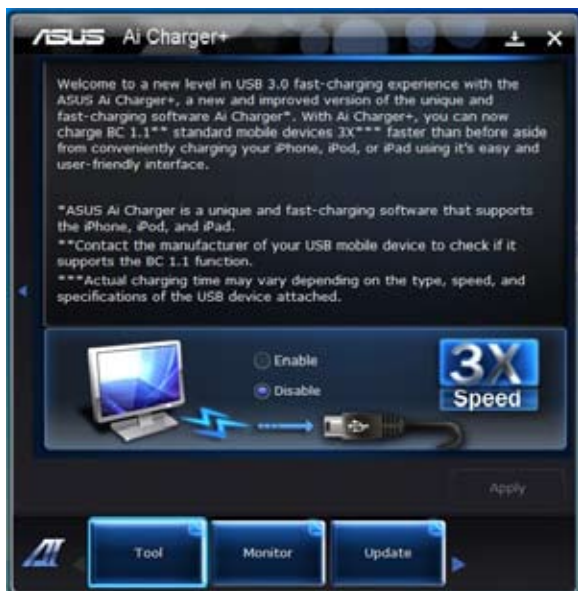 ASUS Ai Charger+
Welcome to a new level in USB 3.0 fast-charging experience with the
ASUS Ai Charger+, a new and improved version of the unique and
fast-charging software Ai Charger*. With Ai Charger+, you can now
charge BC 1.1** standard mobile devices 3X*** faster than before aside
from conveniently charging your iPhone, iPod, or iPad using it's easy and
user-friendly interface.
*ASUS Ai Charger is a unique and fast-charging software that supports
the iPhone, iPod, and iPad.
**Contact the manufacturer of your USB mobile device to check if it
supports the BC 1.1 function.
***Actual charging time may vary depending on the type, speed, and
specifications of the USB device attached.
Enable
Disable
3X
Speed
Apply
AI
Tool
Monitor
Update